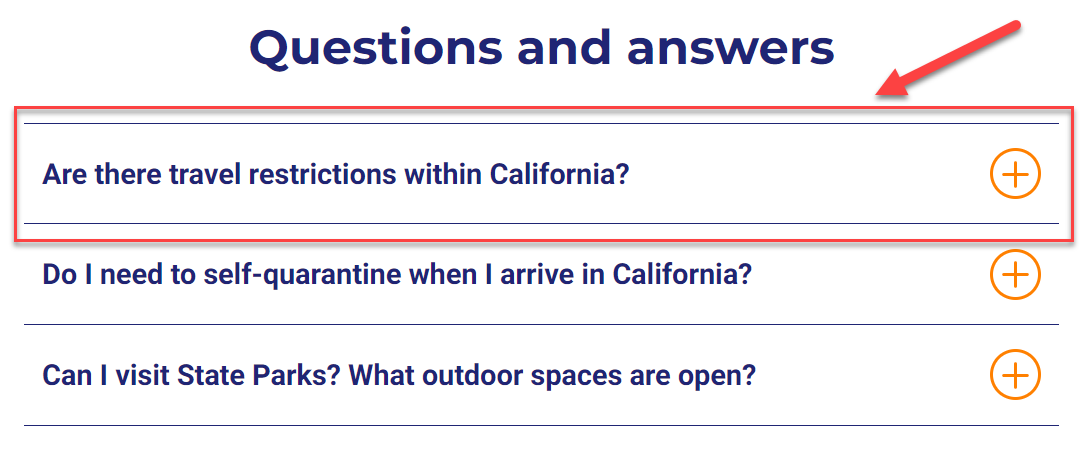 Questions and answers
Are there travel restrictions within California?
Do I need to self-quarantine when I arrive in California?
Can I visit State Parks? What outdoor spaces are open?